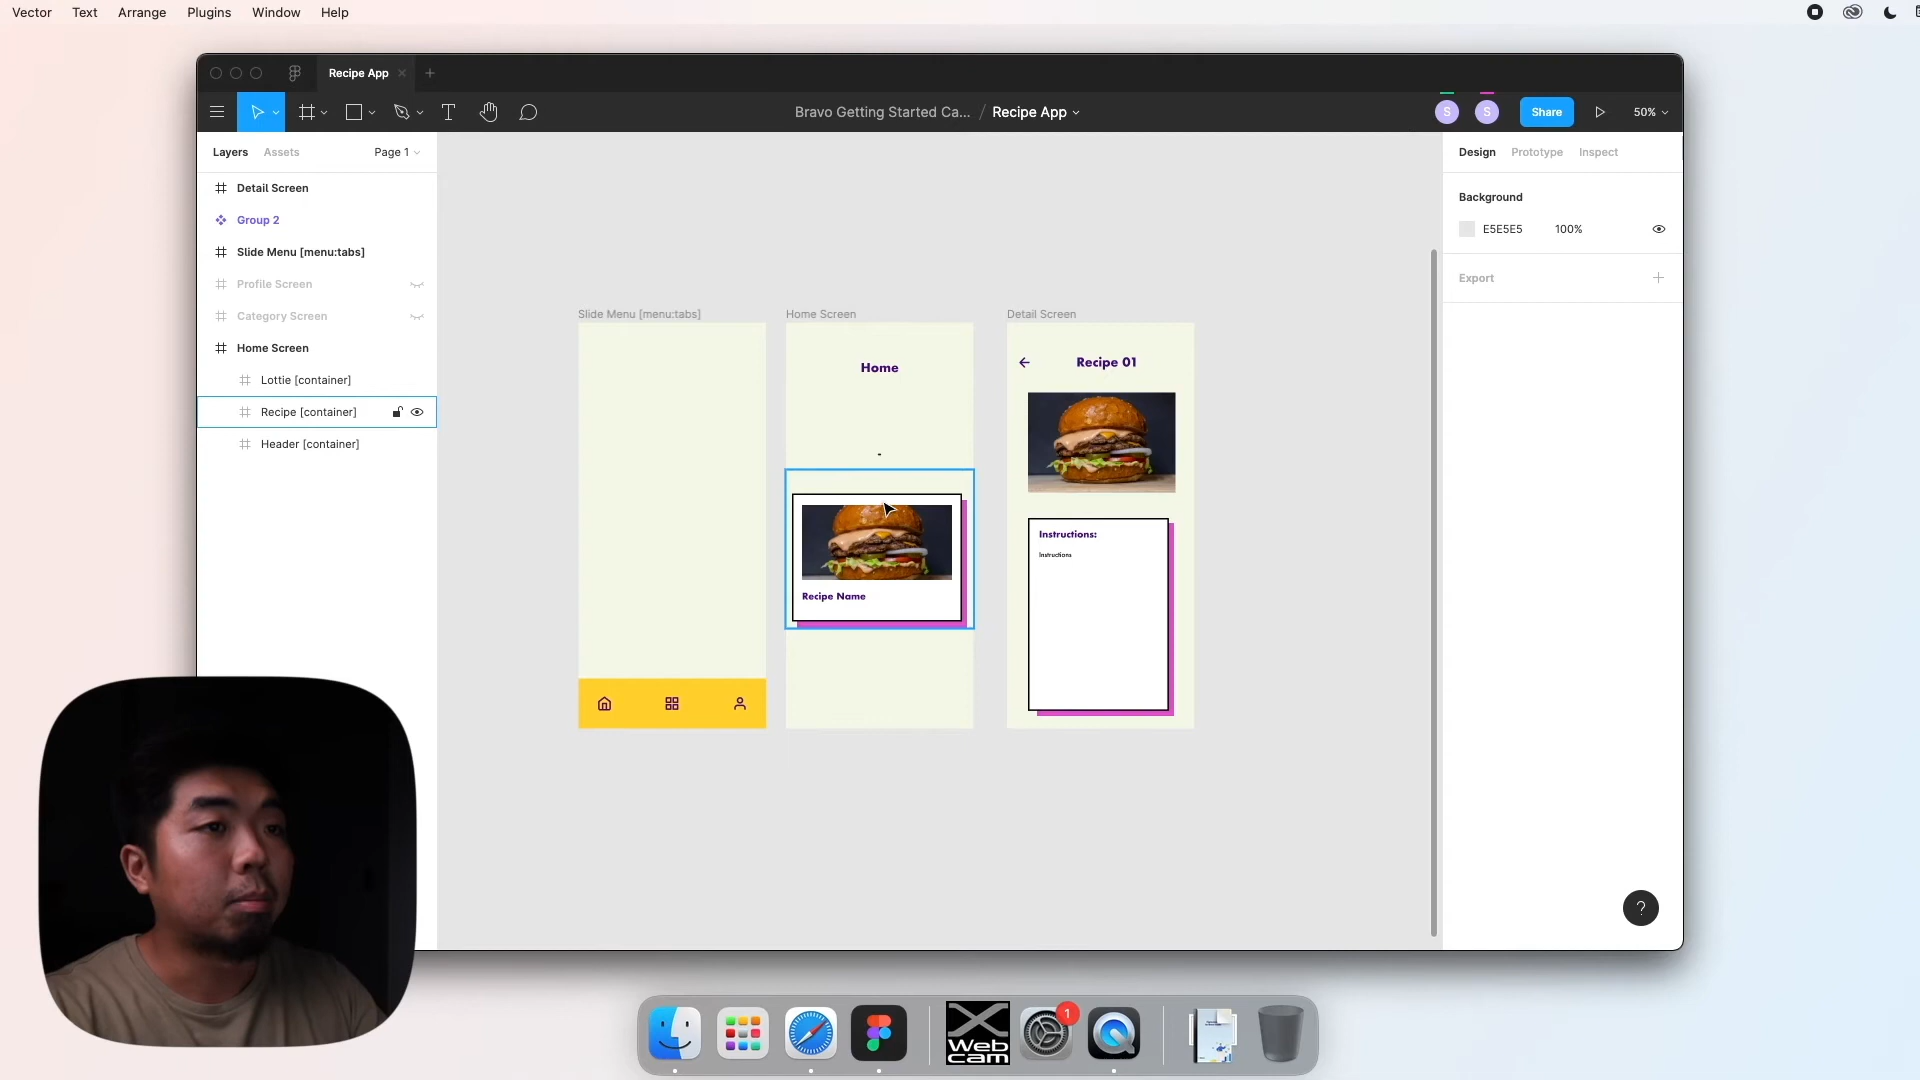 Vector Text Arrange Plugins Window Help
Recipe App
Bravo Getting Started Ca... / Recipe App
S S Share 50%
Layers Assets Page 1
Design Prototype Inspect
Detail Screen
Group 2
Slide Menu [menu:tabs]
Profile Screen
Category Screen
Home Screen
Lottie [container]
Recipe [container]
Header [container]
Background
E5E5E5 100%
Export
Slide Menu [menu:tabs] Home Screen Detail Screen
Home
Recipe 01
-
Recipe Name
Instructions:
Instructions
?
Web
cam
1